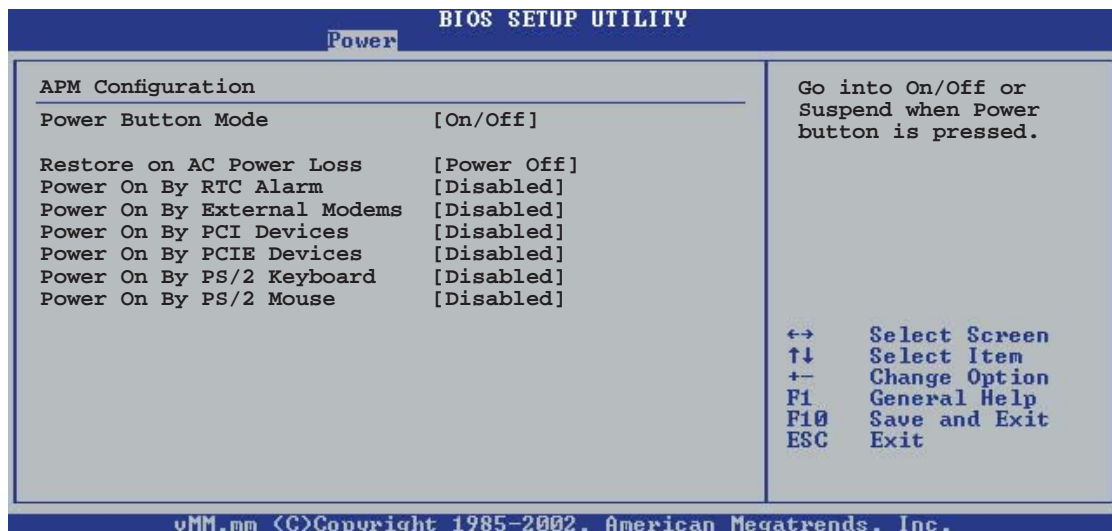 BIOS SETUP UTILITY
Power
APM Configuration
Power Button Mode [On/Off]
Restore on AC Power Loss [Power Off]
Power On By RTC Alarm [Disabled]
Power On By External Modems [Disabled]
Power On By PCI Devices [Disabled]
Power On By PCIE Devices [Disabled]
Power On By PS/2 Keyboard [Disabled]
Power On By PS/2 Mouse [Disabled]
Go into On/Off or
Suspend when Power
button is pressed.
←→ Select Screen
↑↓ Select Item
+- Change Option
F1 General Help
F10 Save and Exit
ESC Exit
vMM.mm (C)Copyright 1985-2002, American Megatrends, Inc.